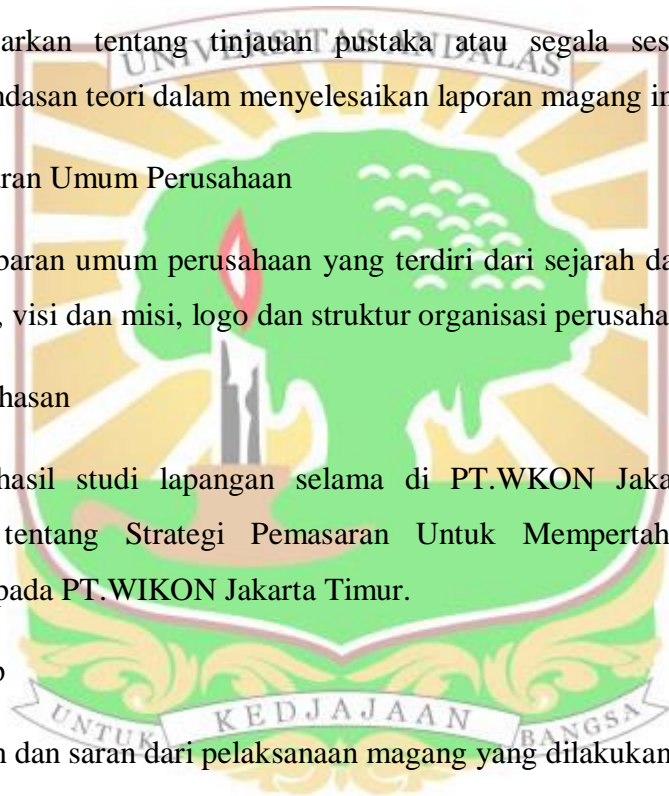 arkan tentang tinjauan pustaka atau segala ses
UNIVERSITAS ANDALAS
ndasan teori dalam menyelesaikan laporan magang in
ran Umum Perusahaan
baran umum perusahaan yang terdiri dari sejarah da
, visi dan misi, logo dan struktur organisasi perusaha
hasan
hasil studi lapangan selama di PT.WKON Jaka
tentang Strategi Pemasaran Untuk Mempertah
pada PT.WIKON Jakarta Timur.
UNTUK KEDJAJAAN BANGSA
n dan saran dari pelaksanaan magang yang dilakukan